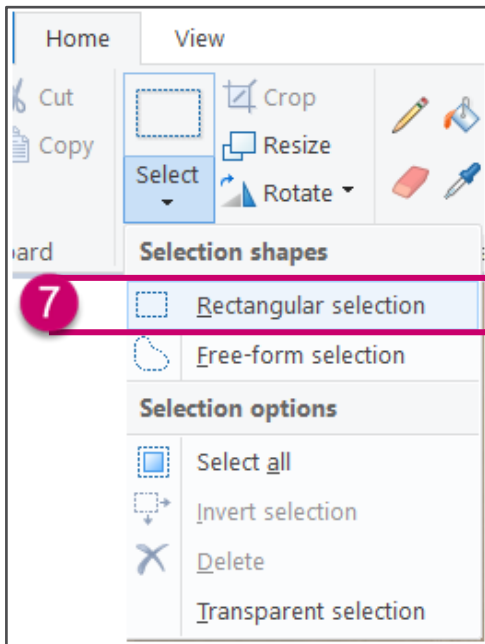 Home View
Cut
Copy
Select
Crop
Resize
Rotate
ard
Selection shapes
7
Rectangular selection
Free-form selection
Selection options
Select all
Invert selection
Delete
Transparent selection